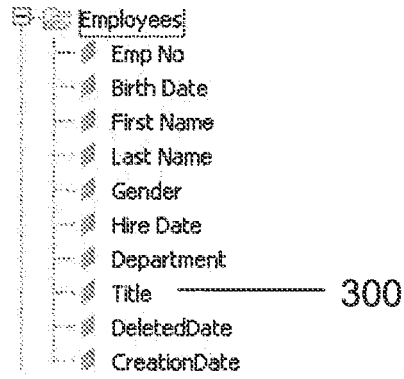 Employees
Emp No
Birth Date
First Name
Last Name
Gender
Hire Date
Department
Title 300
DeletedDate
CreationDate